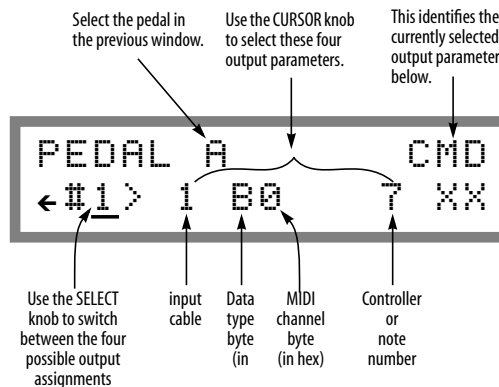 Select the pedal in
the previous window.
Use the CURSOR knob
to select these four
output parameters.
This identifies the
currently selected
output parameter
below.
PEDAL A CMD
←#1> 1 B0 7 XX
Use the SELECT
knob to switch
between the four
possible output
assignments
input
cable
Data
type
byte
(in
MIDI
channel
byte
(in hex)
Controller
or
note
number